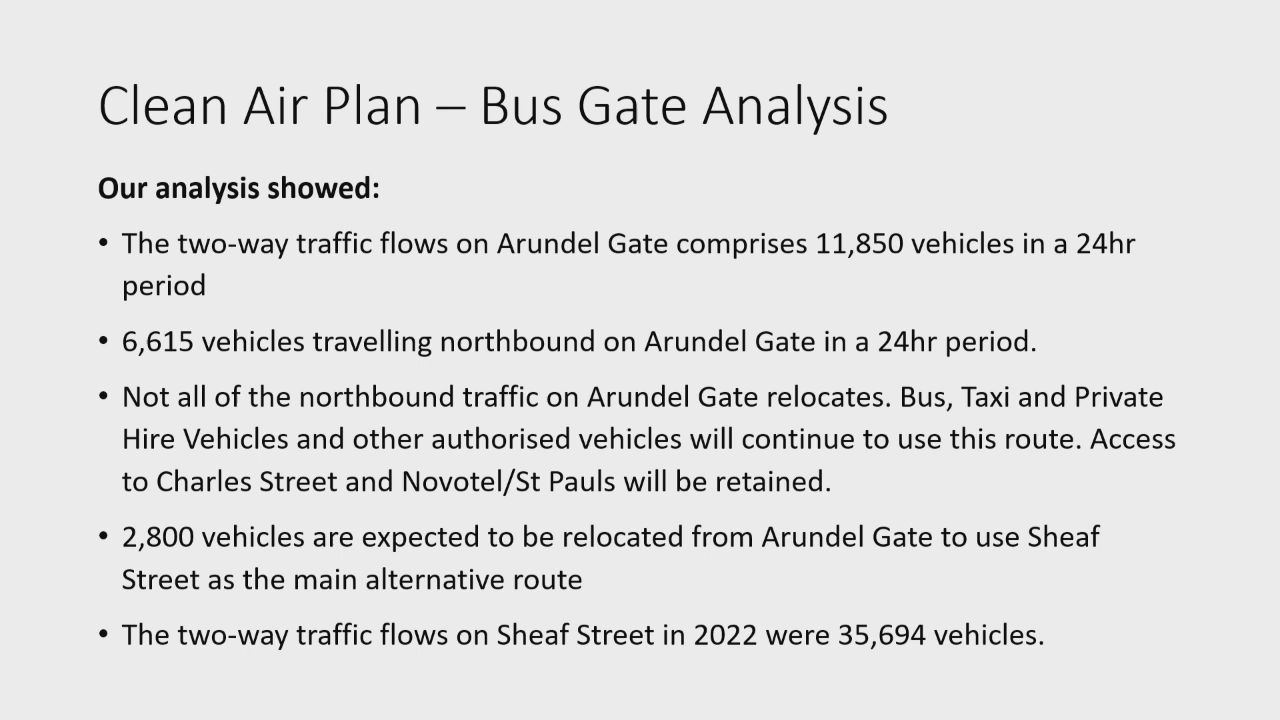 Clean Air Plan – Bus Gate Analysis
Our analysis showed:
• The two-way traffic flows on Arundel Gate comprises 11,850 vehicles in a 24hr
period
• 6,615 vehicles travelling northbound on Arundel Gate in a 24hr period.
• Not all of the northbound traffic on Arundel Gate relocates. Bus, Taxi and Private
Hire Vehicles and other authorised vehicles will continue to use this route. Access
to Charles Street and Novotel/St Pauls will be retained.
• 2,800 vehicles are expected to be relocated from Arundel Gate to use Sheaf
Street as the main alternative route
• The two-way traffic flows on Sheaf Street in 2022 were 35,694 vehicles.